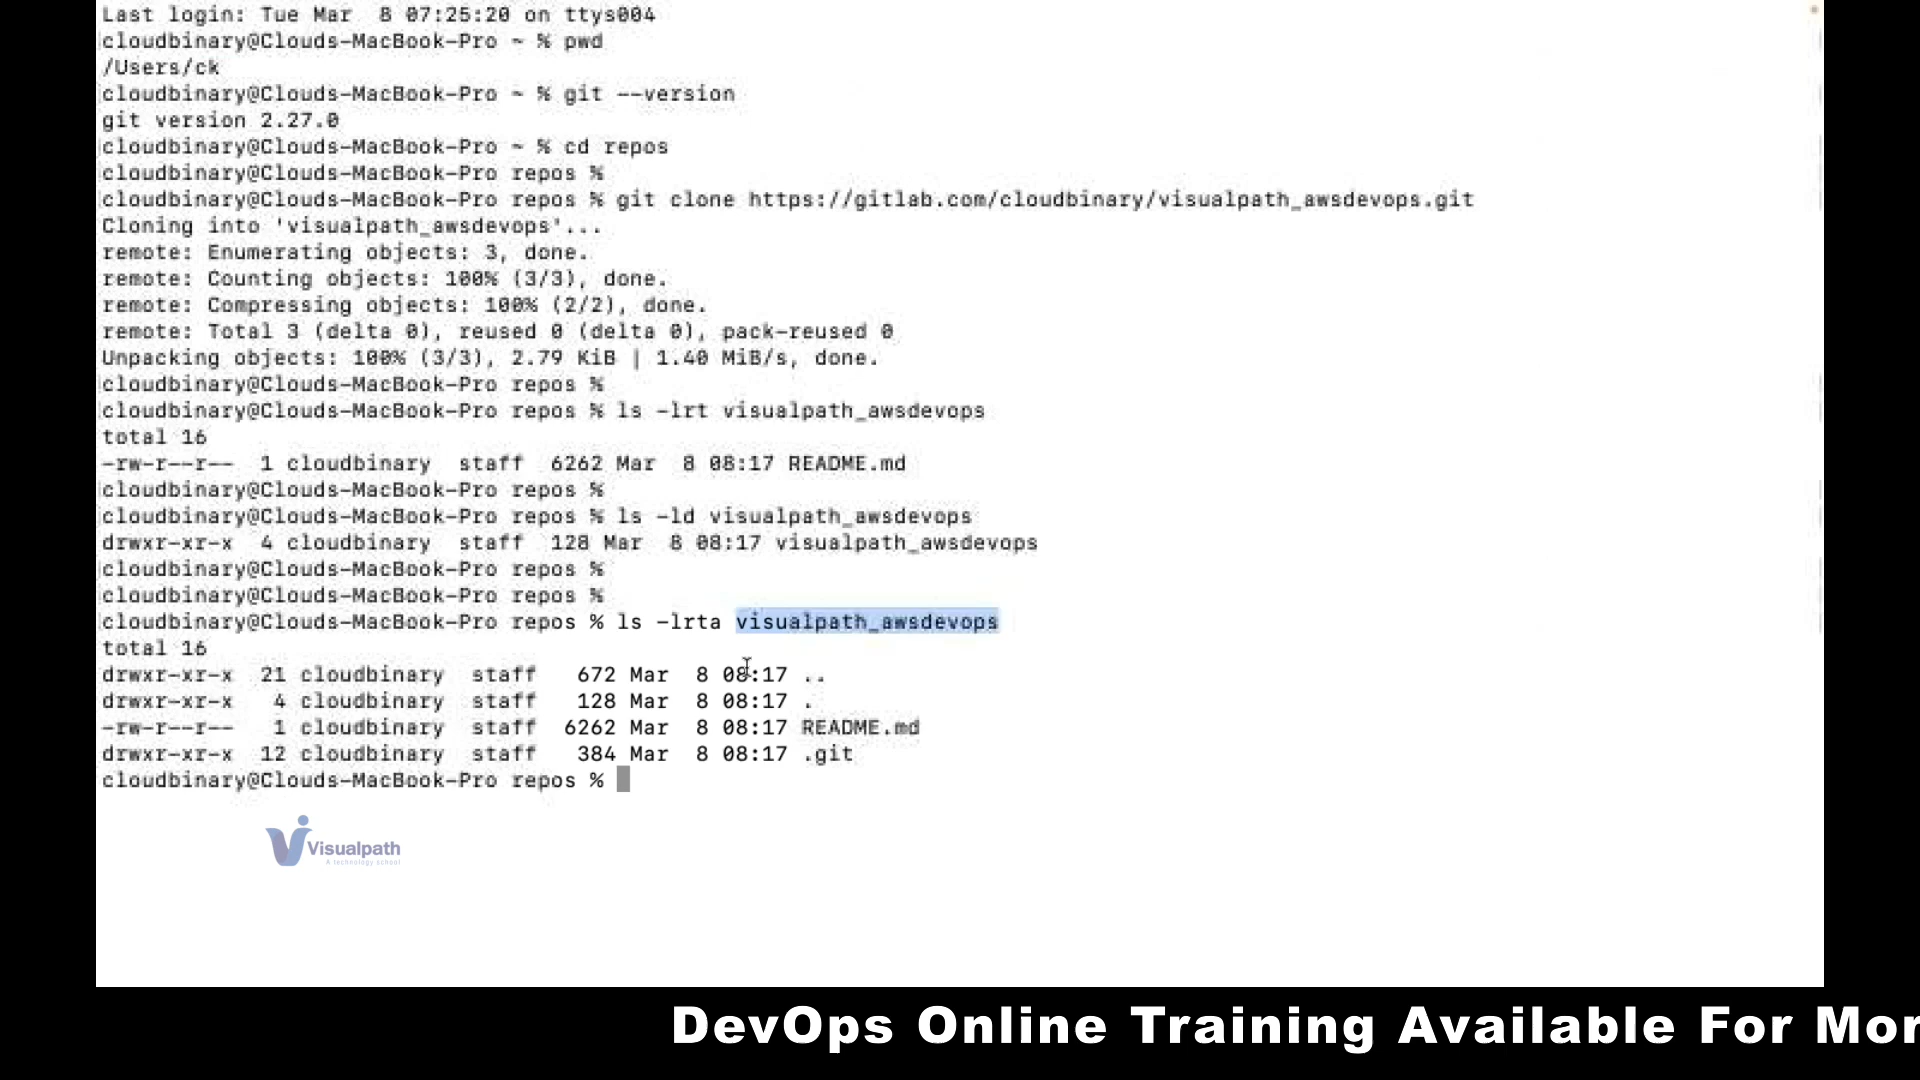 Last login: Tue Mar  8 07:25:20 on ttys004
cloudbinary@Clouds-MacBook-Pro ~ % pwd
/Users/ck
cloudbinary@Clouds-MacBook-Pro ~ % git --version
git version 2.27.0
cloudbinary@Clouds-MacBook-Pro ~ % cd repos
cloudbinary@Clouds-MacBook-Pro repos %
cloudbinary@Clouds-MacBook-Pro repos % git clone https://gitlab.com/cloudbinary/visualpath_awsdevops.git
Cloning into 'visualpath_awsdevops'...
remote: Enumerating objects: 3, done.
remote: Counting objects: 100% (3/3), done.
remote: Compressing objects: 100% (2/2), done.
remote: Total 3 (delta 0), reused 0 (delta 0), pack-reused 0
Unpacking objects: 100% (3/3), 2.79 KiB | 1.40 MiB/s, done.
cloudbinary@Clouds-MacBook-Pro repos %
cloudbinary@Clouds-MacBook-Pro repos % ls -lrt visualpath_awsdevops
total 16
-rw-r--r--  1 cloudbinary  staff  6262 Mar  8 08:17 README.md
cloudbinary@Clouds-MacBook-Pro repos %
cloudbinary@Clouds-MacBook-Pro repos % ls -ld visualpath_awsdevops
drwxr-xr-x  4 cloudbinary  staff  128 Mar  8 08:17 visualpath_awsdevops
cloudbinary@Clouds-MacBook-Pro repos %
cloudbinary@Clouds-MacBook-Pro repos %
cloudbinary@Clouds-MacBook-Pro repos % ls -lrta visualpath_awsdevops
total 16
drwxr-xr-x  21 cloudbinary  staff   672 Mar  8 08:17 ..
drwxr-xr-x   4 cloudbinary  staff   128 Mar  8 08:17 .
-rw-r--r--   1 cloudbinary  staff  6262 Mar  8 08:17 README.md
drwxr-xr-x  12 cloudbinary  staff   384 Mar  8 08:17 .git
cloudbinary@Clouds-MacBook-Pro repos %
Visualpath
A technology school
DevOps Online Training Available For Mor